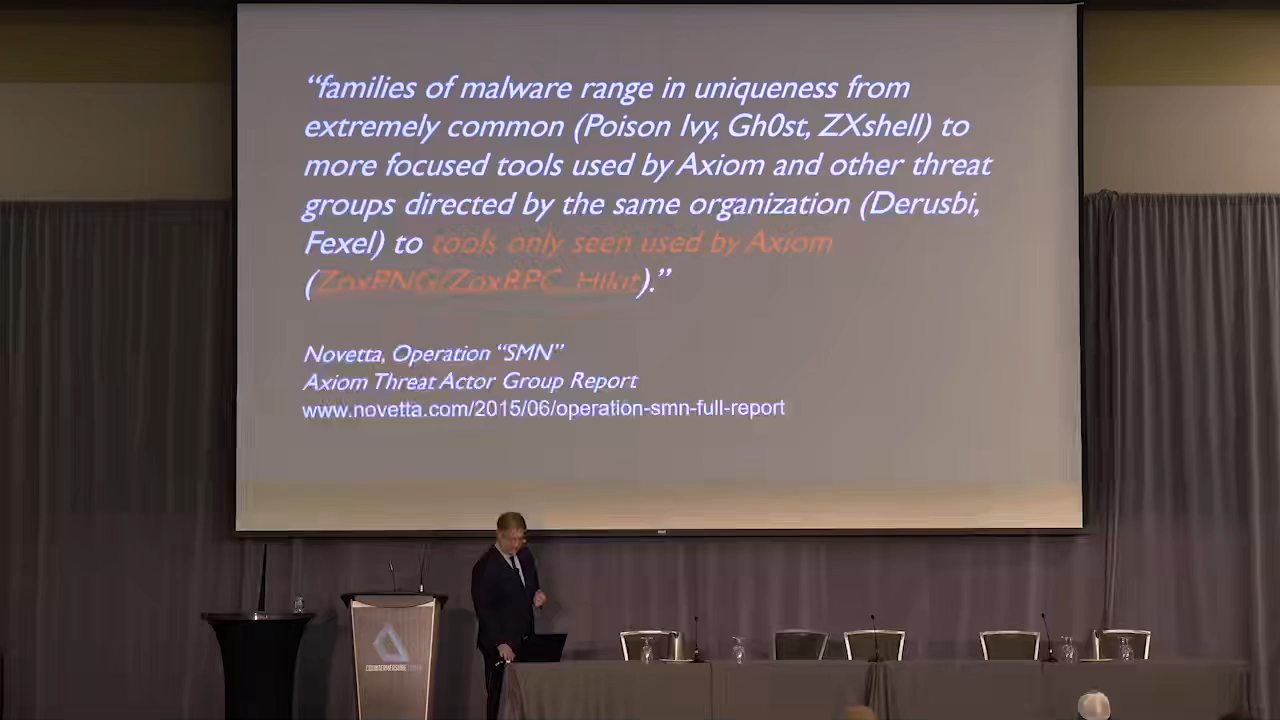 “families of malware range in uniqueness from
extremely common (Poison Ivy, Gh0st, ZXshell) to
more focused tools used by Axiom and other threat
groups directed by the same organization (Derusbi,
Fexel) to tools only seen used by Axiom
(ZoxPNG/ZoxRPC, Hikit).”
Novetta, Operation “SMN”
Axiom Threat Actor Group Report
www.novetta.com/2015/06/operation-smn-full-report
COUNTERMEASURE